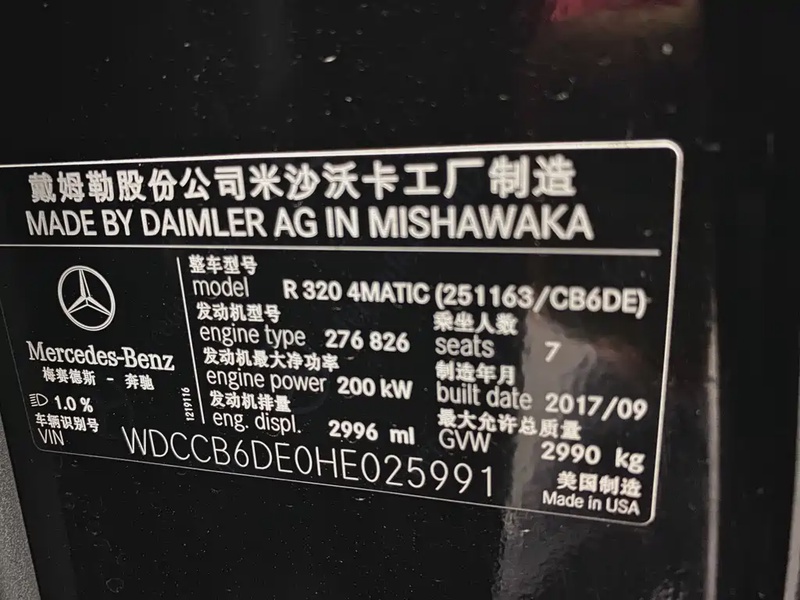 戴姆勒股份公司米沙沃卡工厂制造
MADE BY DAIMLER AG IN MISHAWAKA
整车型号
model R 320 4MATIC (251163/CB6DE)
发动机型号 乘坐人数
engine type 276 826 seats 7
发动机最大净功率 制造年月
engine power 200 kW built date 2017/09
发动机排量 最大允许总质量
eng. displ. 2996 ml GVW 2990 kg
Mercedes-Benz
梅赛德斯 - 奔驰
1.0 %
1219116
车辆识别号
VIN WDCCB6DE0HE025991
美国制造
Made in USA